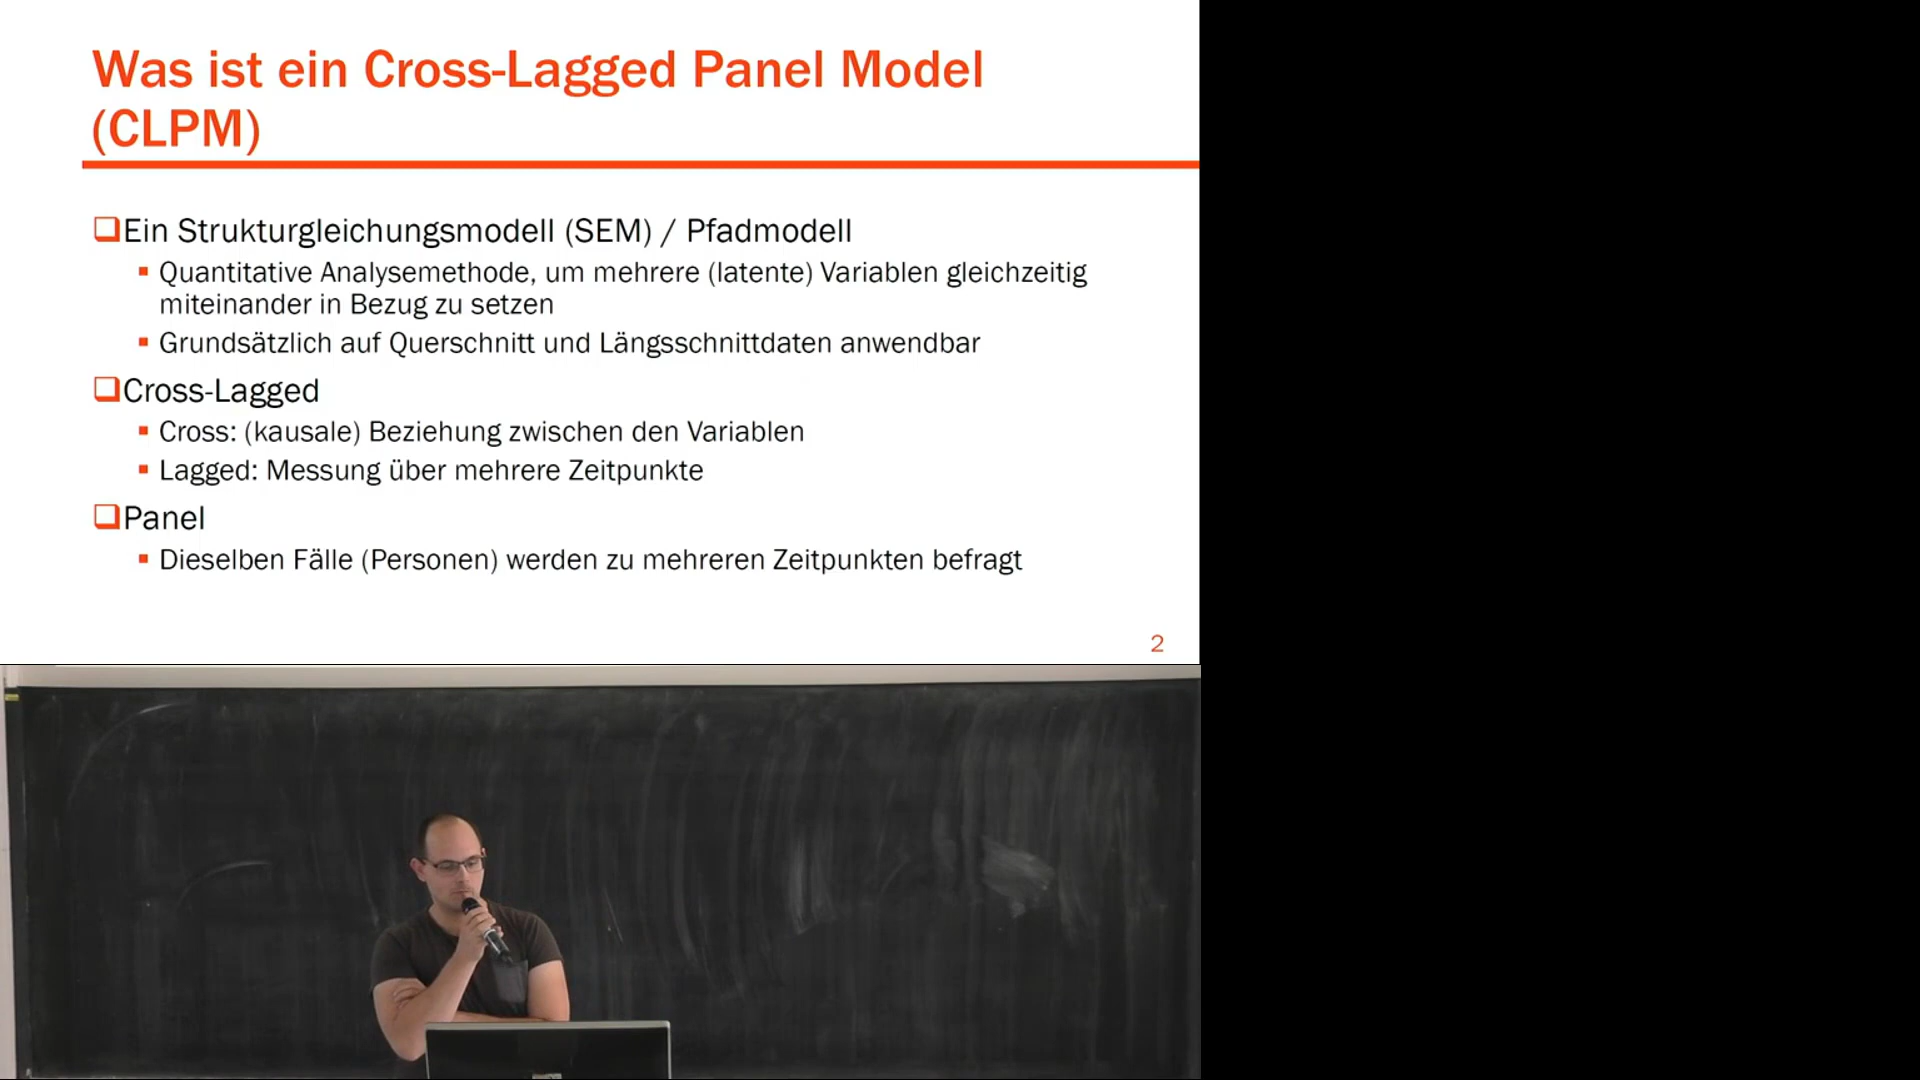 Was ist ein Cross-Lagged Panel Model
(CLPM)
Ein Strukturgleichungsmodell (SEM) / Pfadmodell
Quantitative Analysemethode, um mehrere (latente) Variablen gleichzeitig
miteinander in Bezug zu setzen
Grundsätzlich auf Querschnitt und Längsschnittdaten anwendbar
Cross-Lagged
Cross: (kausale) Beziehung zwischen den Variablen
Lagged: Messung über mehrere Zeitpunkte
Panel
Dieselben Fälle (Personen) werden zu mehreren Zeitpunkten befragt
2